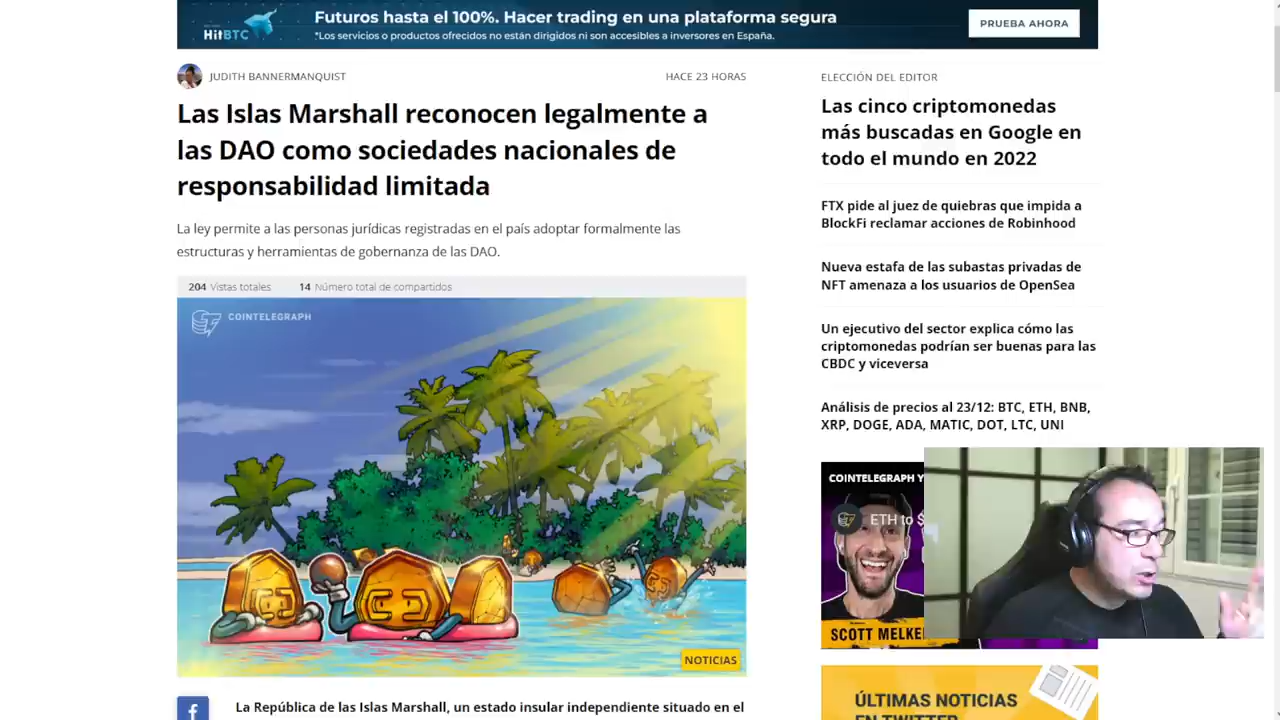 HitBTC
Futuros hasta el 100%. Hacer trading en una plataforma segura
*Los servicios o productos ofrecidos no están dirigidos ni son accesibles a inversores en España.
PRUEBA AHORA
JUDITH BANNERMANQUIST
HACE 23 HORAS
Las Islas Marshall reconocen legalmente a
las DAO como sociedades nacionales de
responsabilidad limitada
La ley permite a las personas jurídicas registradas en el país adoptar formalmente las
estructuras y herramientas de gobernanza de las DAO.
204 Vistas totales
14 Número total de compartidos
COINTELEGRAPH
NOTICIAS
f
La República de las Islas Marshall, un estado insular independiente situado en el
ELECCIÓN DEL EDITOR
Las cinco criptomonedas
más buscadas en Google en
todo el mundo en 2022
FTX pide al juez de quiebras que impida a
BlockFi reclamar acciones de Robinhood
Nueva estafa de las subastas privadas de
NFT amenaza a los usuarios de OpenSea
Un ejecutivo del sector explica cómo las
criptomonedas podrían ser buenas para las
CBDC y viceversa
Análisis de precios al 23/12: BTC, ETH, BNB,
XRP, DOGE, ADA, MATIC, DOT, LTC, UNI
COINTELEGRAPH Y
ETH to $
SCOTT MELKE
ÚLTIMAS NOTICIAS
EN TWITTER